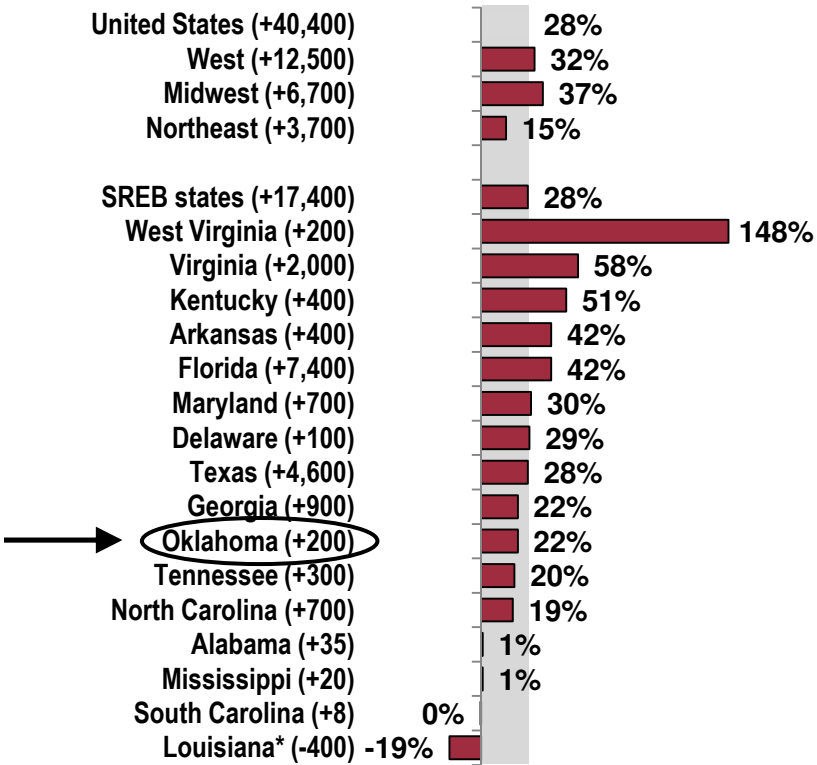 United States (+40,400) 28%
West (+12,500) 32%
Midwest (+6,700) 37%
Northeast (+3,700) 15%
SREB states (+17,400) 28%
West Virginia (+200) 148%
Virginia (+2,000) 58%
Kentucky (+400) 51%
Arkansas (+400) 42%
Florida (+7,400) 42%
Maryland (+700) 30%
Delaware (+100) 29%
Texas (+4,600) 28%
Georgia (+900) 22%
Oklahoma (+200) 22%
Tennessee (+300) 20%
North Carolina (+700) 19%
Alabama (+35) 1%
Mississippi (+20) 1%
South Carolina (+8) 0%
Louisiana* (-400) -19%